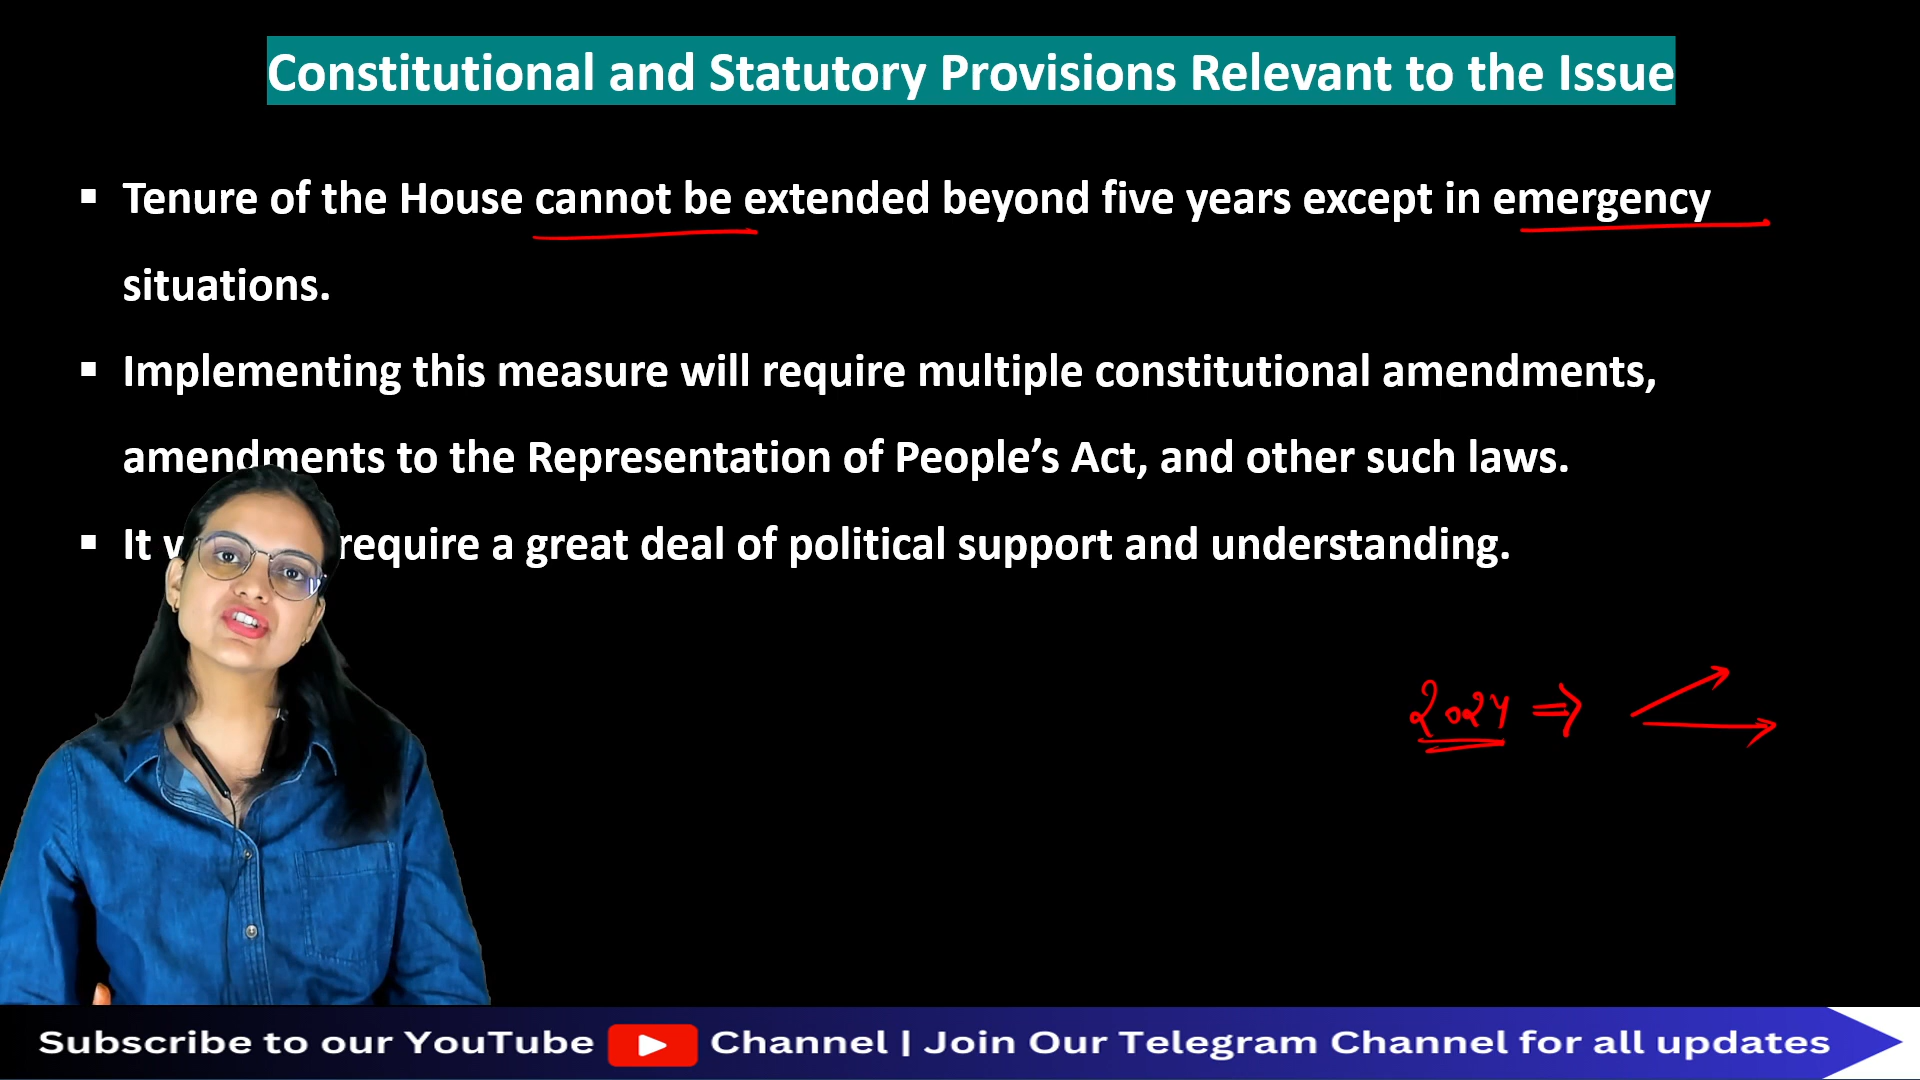 Constitutional and Statutory Provisions Relevant to the Issue
▪ Tenure of the House cannot be extended beyond five years except in emergency
situations.
▪ Implementing this measure will require multiple constitutional amendments,
amendments to the Representation of People’s Act, and other such laws.
▪ It require a great deal of political support and understanding.
2024 ⇒
Subscribe to our YouTube Channel | Join Our Telegram Channel for all updates